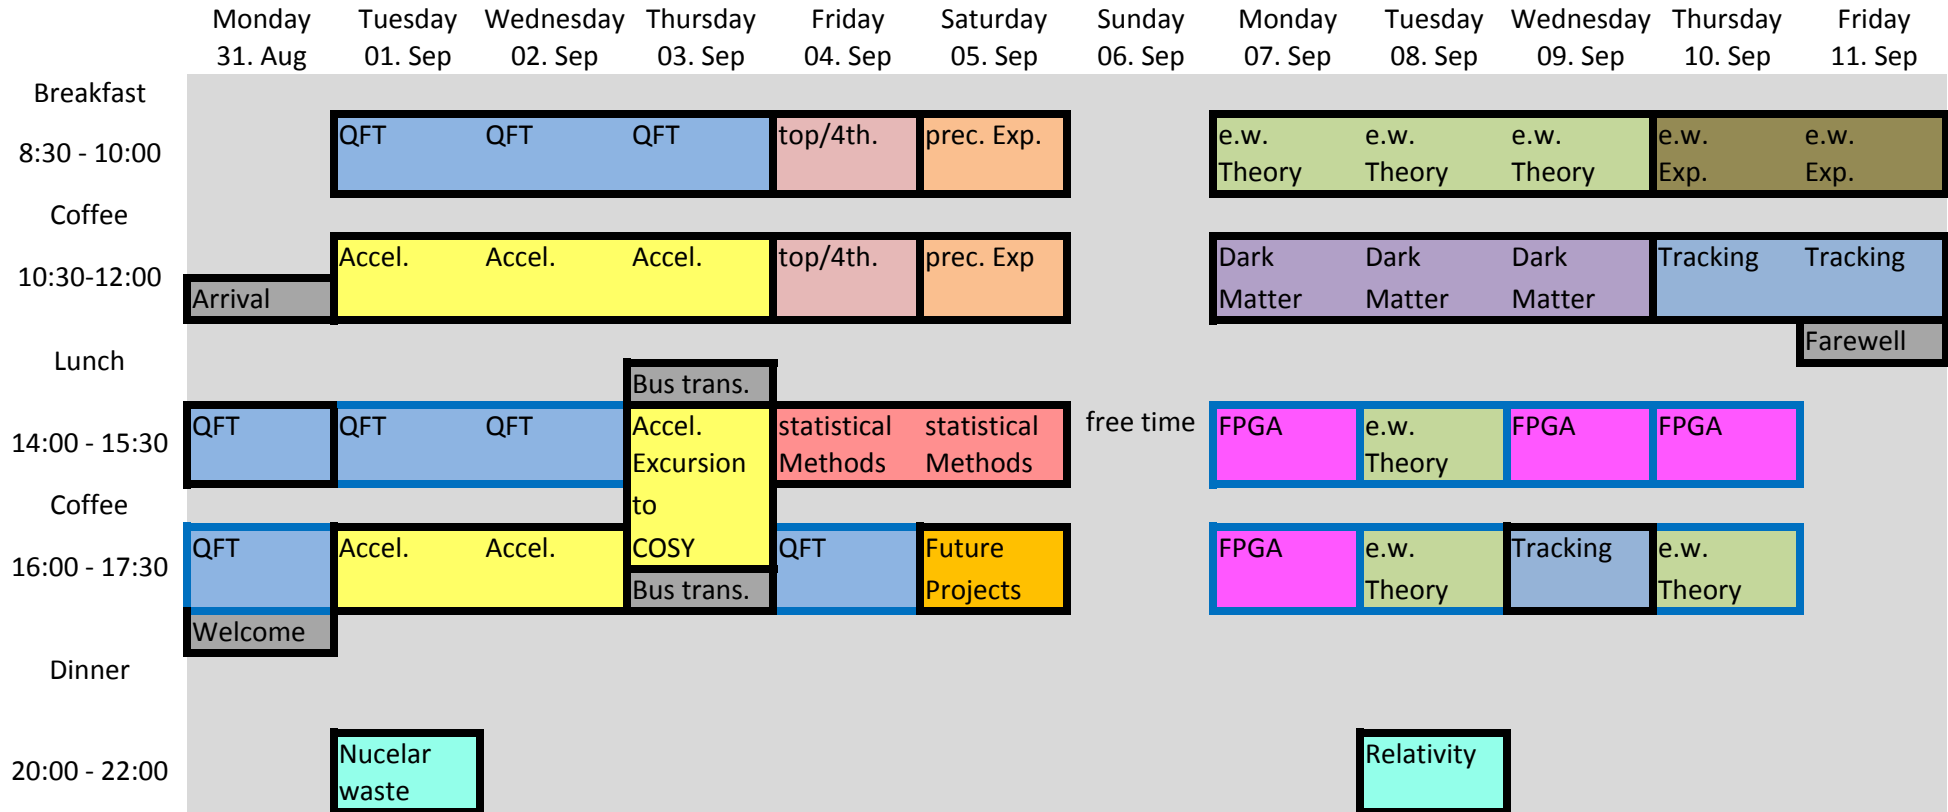 Monday Tuesday Wednesday Thursday Friday Saturday Sunday Monday Tuesday Wednesday Thursday Friday
31. Aug 01. Sep 02. Sep 03. Sep 04. Sep 05. Sep 06. Sep 07. Sep 08. Sep 09. Sep 10. Sep 11. Sep
Breakfast
QFT QFT QFT top/4th. prec. Exp. e.w. e.w. e.w. e.w. e.w.
8:30 - 10:00
Theory Theory Theory Exp. Exp.
Coffee
Accel. Accel. Accel. top/4th. prec. Exp Dark Dark Dark Tracking Tracking
10:30-12:00
Arrival Matter Matter Matter
Farewell
Lunch
Bus trans.
QFT QFT QFT Accel. statistical statistical free time FPGA e.w. FPGA FPGA
14:00 - 15:30
Excursion Methods Methods Theory
Coffee
to
QFT Accel. Accel. COSY QFT Future FPGA e.w. Tracking e.w.
16:00 - 17:30
Bus trans. Projects Theory Theory
Welcome
Dinner
Nucelar Relativity
20:00 - 22:00
waste